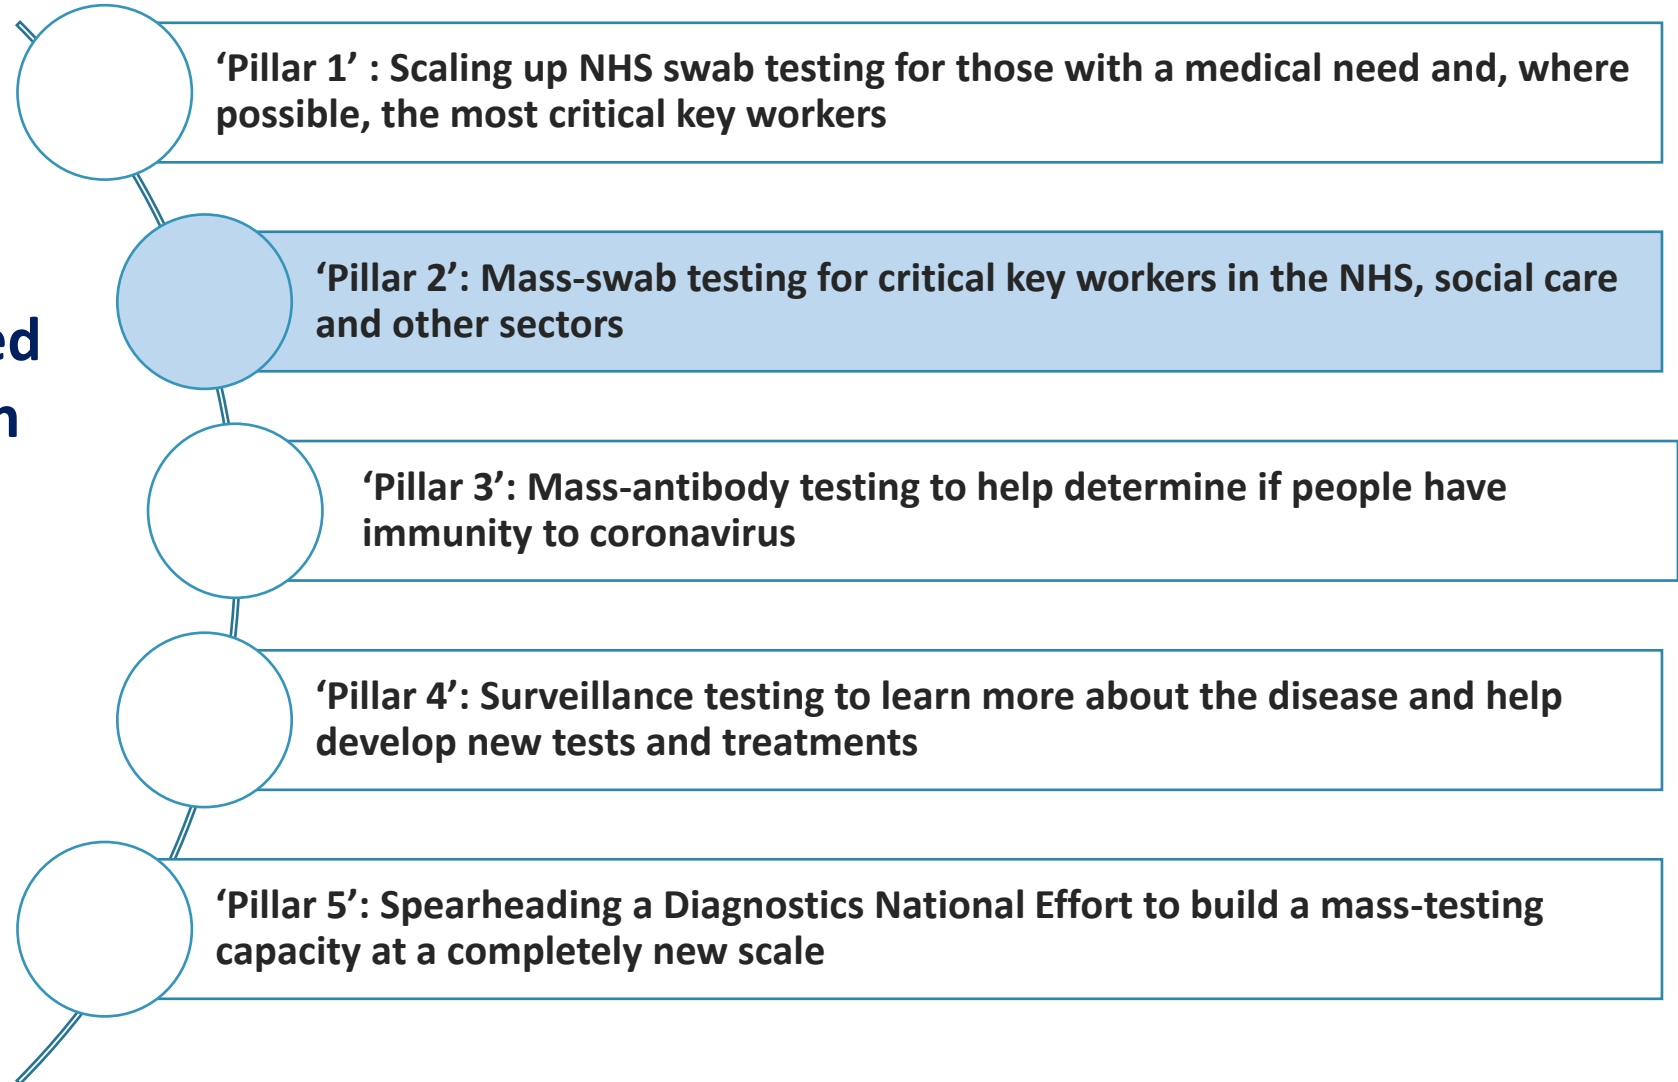 ‘Pillar 1’ : Scaling up NHS swab testing for those with a medical need and, where
possible, the most critical key workers
‘Pillar 2’: Mass-swab testing for critical key workers in the NHS, social care
and other sectors
‘Pillar 3’: Mass-antibody testing to help determine if people have
immunity to coronavirus
‘Pillar 4’: Surveillance testing to learn more about the disease and help
develop new tests and treatments
‘Pillar 5’: Spearheading a Diagnostics National Effort to build a mass-testing
capacity at a completely new scale